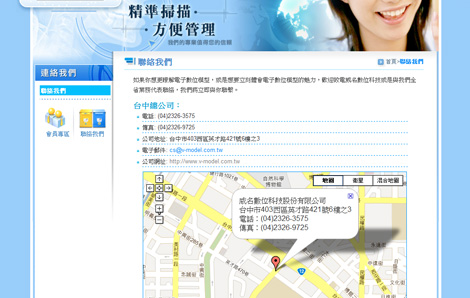 精準掃描·
·方便管理
我們的專業值得您的信賴
連絡我們
聯絡我們
首頁 ·聯絡我們
聯絡我們
會員專區
聯絡我們
如果你想更瞭解電子數位模型，或是想要立刻體會電子數位模型的魅力，歡迎致電威名數位科技或是與我們全
省業務代表聯絡，我們將立即與你聯繫。
台中總公司：
電話: (04)2326-3575
傳真: (04)2326-9725
公司地址: 台中市403西區英才路421號6樓之3
電子郵件: cs@v-model.com.tw
公司網址: http://www.v-model.com.tw
自然科學
博物館
地圖
衛星
混合地圖
威名數位科技股份有限公司
台中市403西區英才路421號6樓之3
電話：(04)2326-3575
傳真：(04)2326-9725